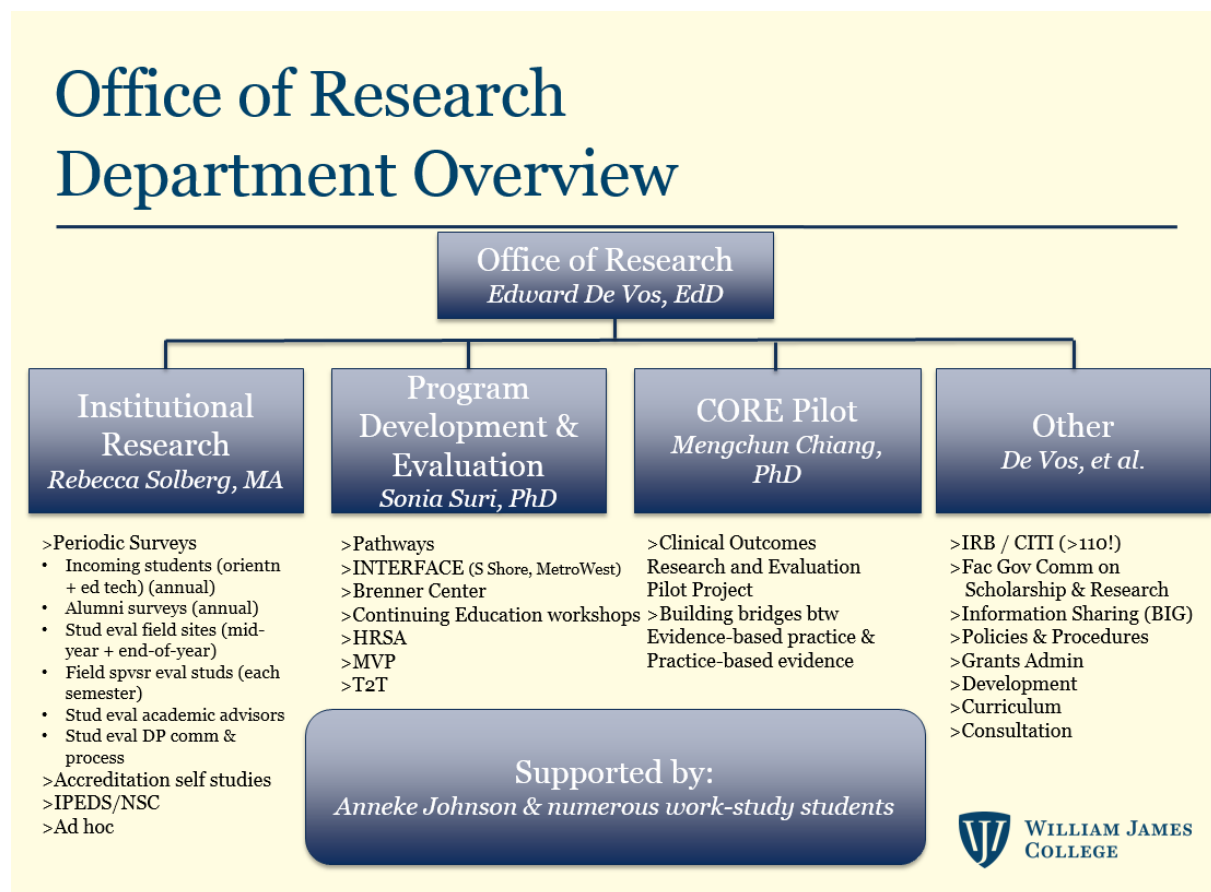 Office of Research
Department Overview
Office of Research
Edward De Vos, EdD
Institutional
Research
Rebecca Solberg, MA
>Periodic Surveys
• Incoming students (orientn
+ ed tech) (annual)
• Alumni surveys (annual)
• Stud eval field sites (mid-
year + end-of-year)
• Field spvsr eval studs (each
semester)
• Stud eval academic advisors
• Stud eval DP comm &
process
>Accreditation self studies
>IPEDS/NSC
>Ad hoc
Program
Development &
Evaluation
Sonia Suri, PhD
>Pathways
>INTERFACE (S Shore, MetroWest)
>Brenner Center
>Continuing Education workshops
>HRSA
>MVP
>T2T
CORE Pilot
Mengchun Chiang,
PhD
>Clinical Outcomes
Research and Evaluation
Pilot Project
>Building bridges btw
Evidence-based practice &
Practice-based evidence
Other
De Vos, et al.
>IRB / CITI (>110!)
>Fac Gov Comm on
Scholarship & Research
>Information Sharing (BIG)
>Policies & Procedures
>Grants Admin
>Development
>Curriculum
>Consultation
Supported by:
Anneke Johnson & numerous work-study students
WILLIAM JAMES
COLLEGE